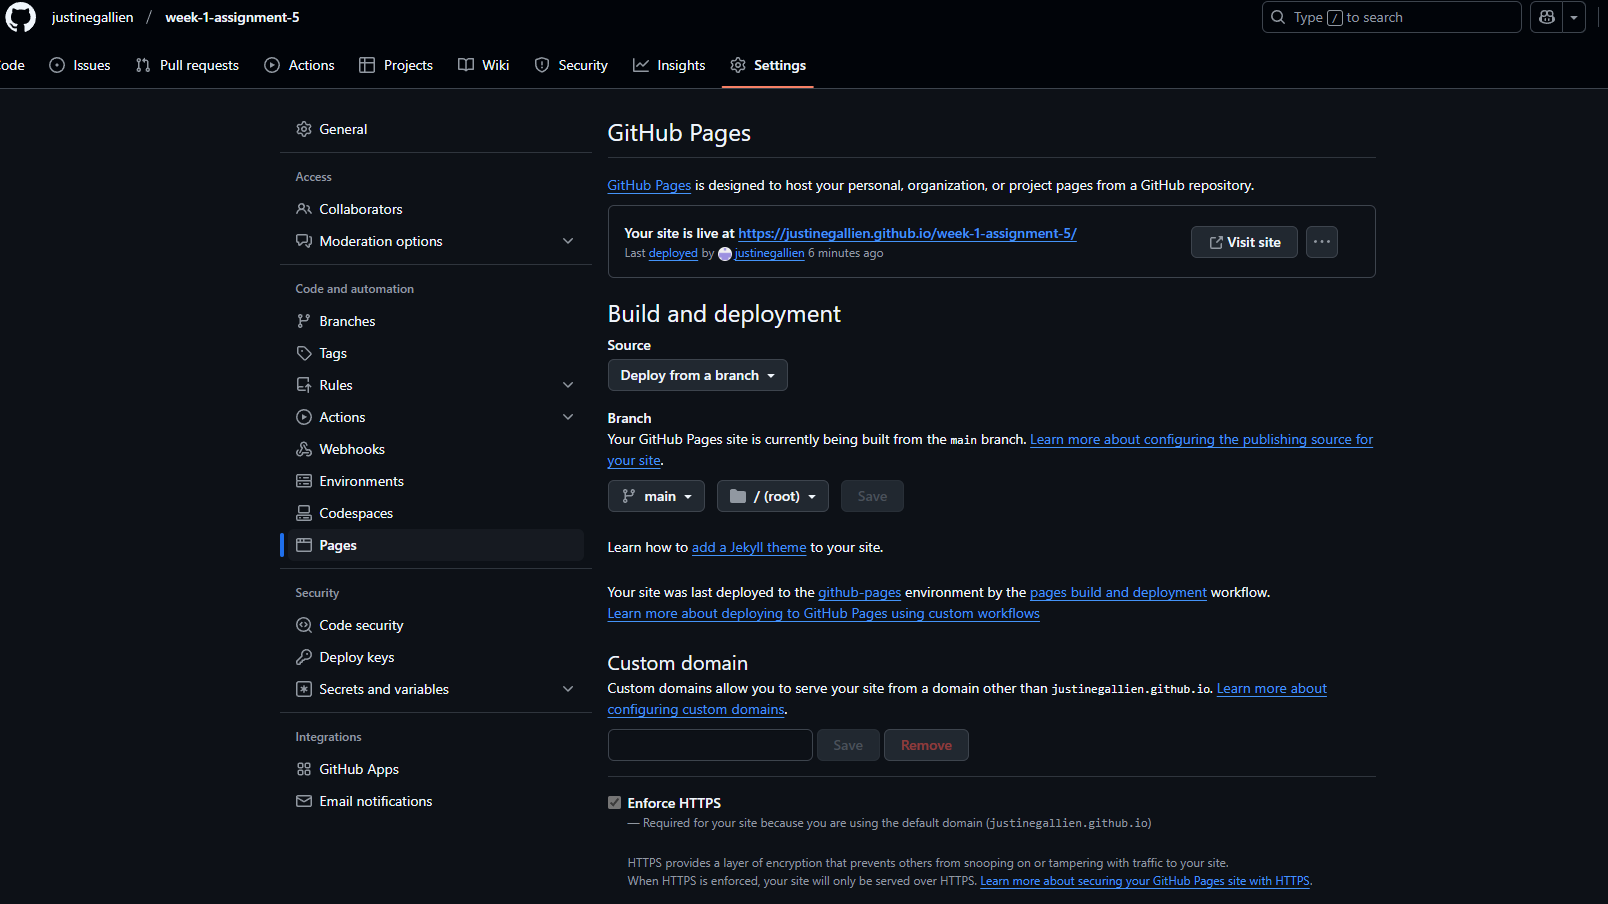 justinegallien / week-1-assignment-5
Type / to search
ode Issues Pull requests Actions Projects Wiki Security Insights Settings
General
Access
Collaborators
Moderation options
Code and automation
Branches
Tags
Rules
Actions
Webhooks
Environments
Codespaces
Pages
Security
Code security
Deploy keys
Secrets and variables
Integrations
GitHub Apps
Email notifications
GitHub Pages
GitHub Pages is designed to host your personal, organization, or project pages from a GitHub repository.
Your site is live at https://justinegallien.github.io/week-1-assignment-5/
Last deployed by justinegallien 6 minutes ago
Visit site
Build and deployment
Source
Deploy from a branch
Branch
Your GitHub Pages site is currently being built from the main branch. Learn more about configuring the publishing source for
your site.
main / (root) Save
Learn how to add a Jekyll theme to your site.
Your site was last deployed to the github-pages environment by the pages build and deployment workflow.
Learn more about deploying to GitHub Pages using custom workflows
Custom domain
Custom domains allow you to serve your site from a domain other than justinegallien.github.io. Learn more about
configuring custom domains.
Save Remove
Enforce HTTPS
— Required for your site because you are using the default domain (justinegallien.github.io)
HTTPS provides a layer of encryption that prevents others from snooping on or tampering with traffic to your site.
When HTTPS is enforced, your site will only be served over HTTPS. Learn more about securing your GitHub Pages site with HTTPS.